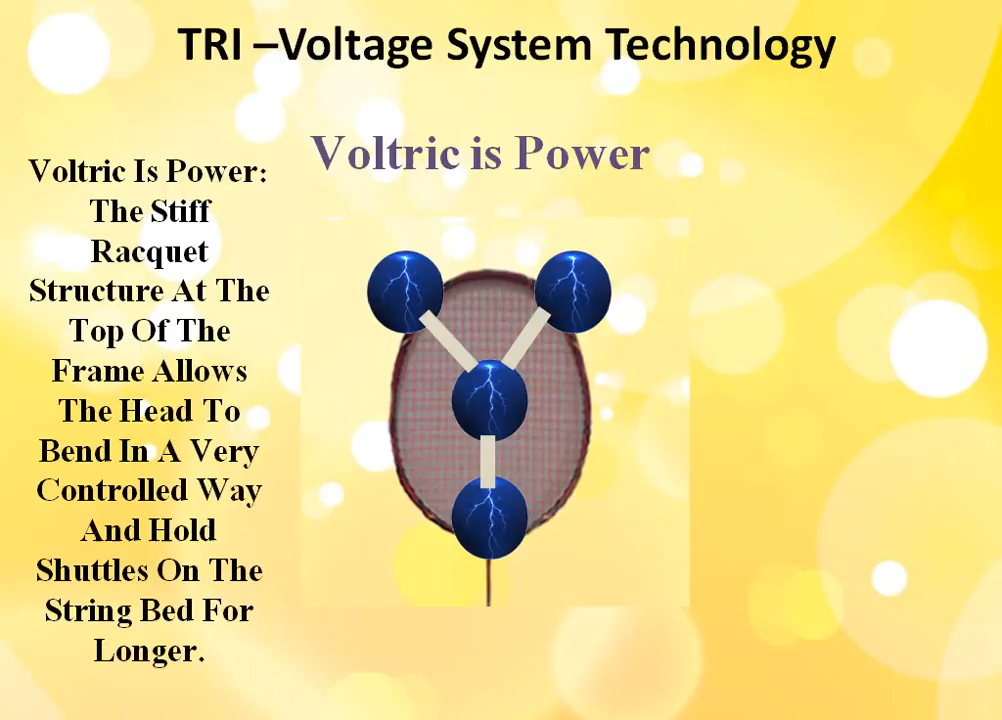 TRI –Voltage System Technology
Voltric is Power
Voltric Is Power:
The Stiff
Racquet
Structure At The
Top Of The
Frame Allows
The Head To
Bend In A Very
Controlled Way
And Hold
Shuttles On The
String Bed For
Longer.